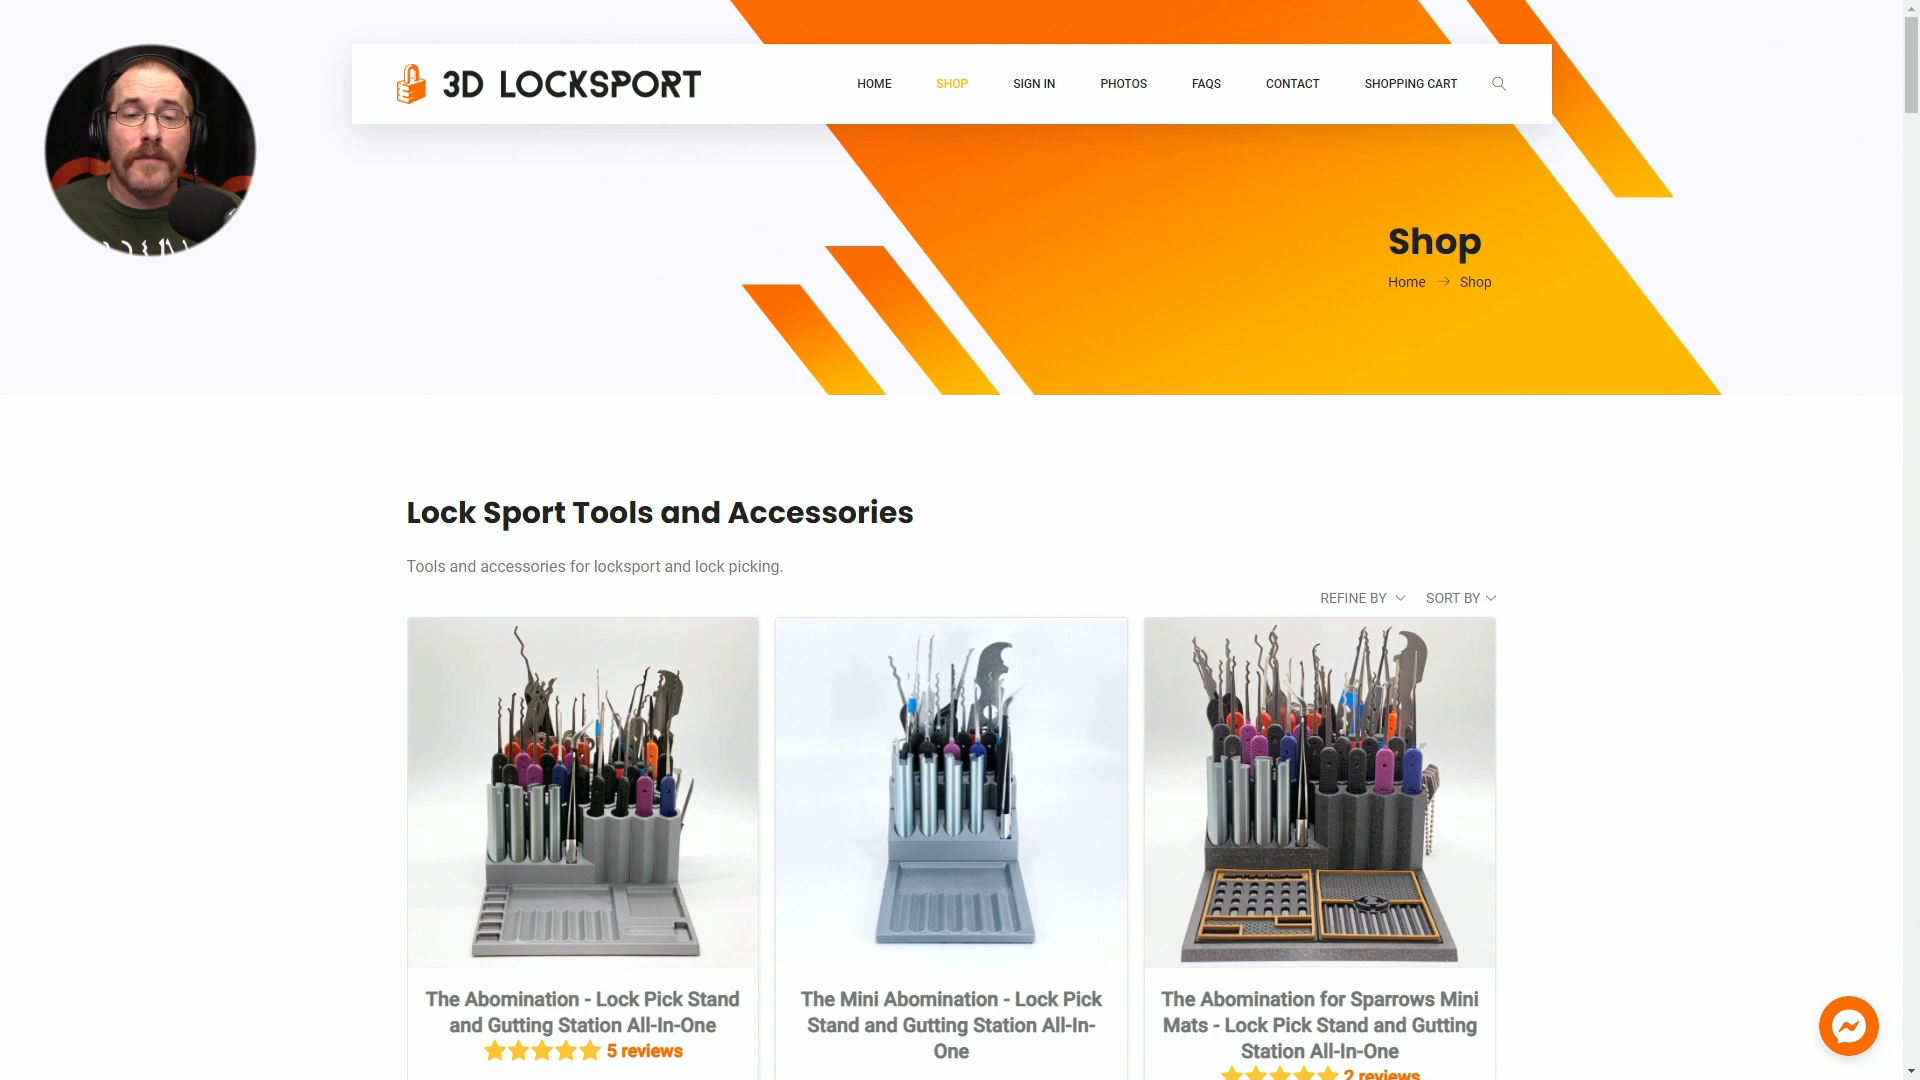 3D LOCKSPORT
HOME SHOP SIGN IN PHOTOS FAQS CONTACT SHOPPING CART
Shop
Home → Shop
Lock Sport Tools and Accessories
Tools and accessories for locksport and lock picking.
REFINE BY SORT BY
The Abomination - Lock Pick Stand
and Gutting Station All-In-One
5 reviews
The Mini Abomination - Lock Pick
Stand and Gutting Station All-In-
One
The Abomination for Sparrows Mini
Mats - Lock Pick Stand and Gutting
Station All-In-One
2 reviews